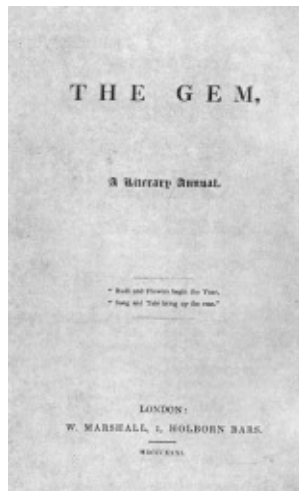 THE GEM,
A Literary Annual.
" Buds and Flowers begin the Year,
" Song and Tale bring up the rear."
LONDON:
W. MARSHALL, 1, HOLBORN BARS.
MDCCCXXXI.